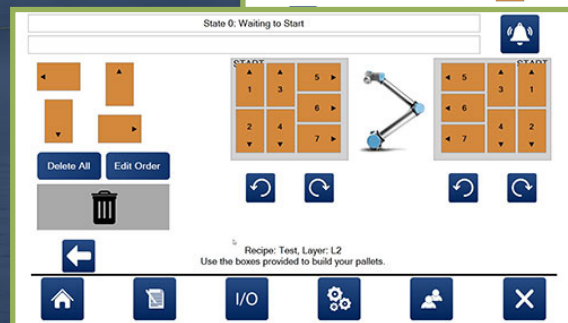 State 0: Waiting to Start
START
START
1 3 5
6
2 4 7
5 3 1
6
7 4 2
Delete All
Edit Order
Recipe: Test, Layer: L2
Use the boxes provided to build your pallets.
I/O